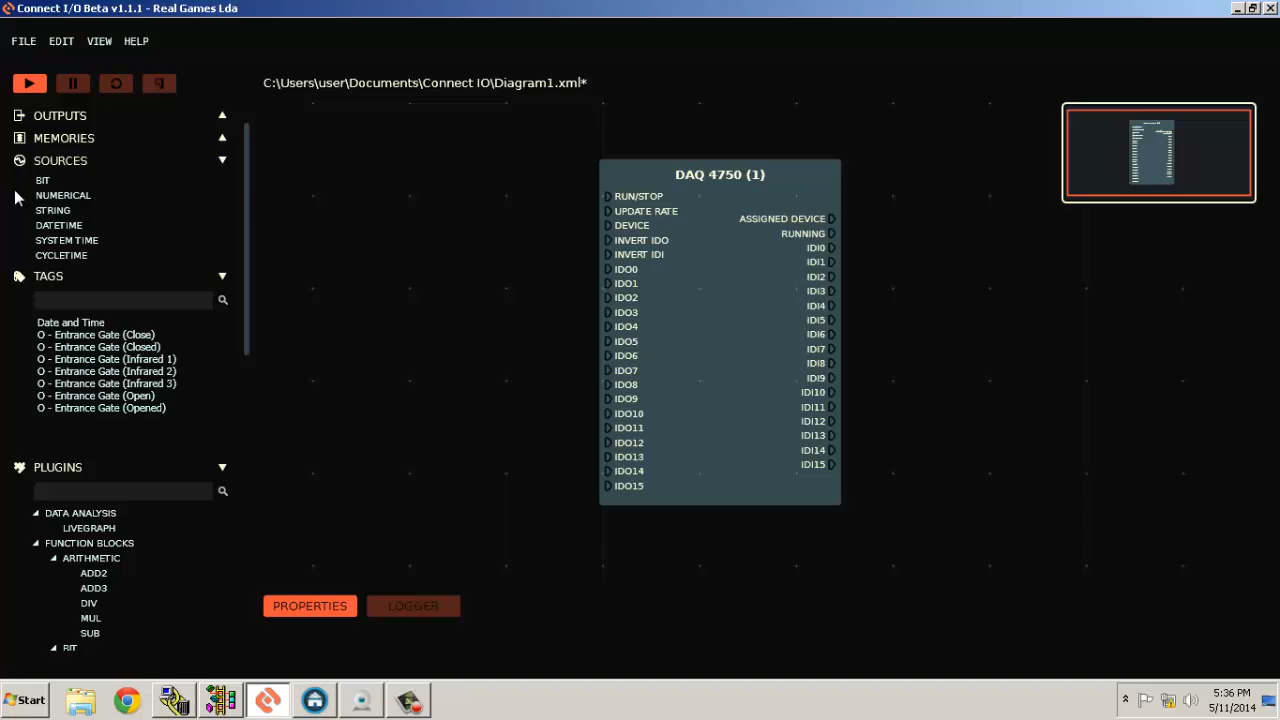 Connect I/O Beta v1.1.1 - Real Games Lda
FILE EDIT VIEW HELP
C:\Users\user\Documents\Connect IO\Diagram1.xml*
OUTPUTS
MEMORIES
SOURCES
BIT
NUMERICAL
STRING
DATETIME
SYSTEM TIME
CYCLETIME
TAGS
Date and Time
O - Entrance Gate (Close)
O - Entrance Gate (Closed)
O - Entrance Gate (Infrared 1)
O - Entrance Gate (Infrared 2)
O - Entrance Gate (Infrared 3)
O - Entrance Gate (Open)
O - Entrance Gate (Opened)
PLUGINS
DATA ANALYSIS
LIVEGRAPH
FUNCTION BLOCKS
ARITHMETIC
ADD2
ADD3
DIV
MUL
SUB
BIT
DAQ 4750 (1)
RUN/STOP
UPDATE RATE
DEVICE
INVERT IDO
INVERT IDI
IDO0
IDO1
IDO2
IDO3
IDO4
IDO5
IDO6
IDO7
IDO8
IDO9
IDO10
IDO11
IDO12
IDO13
IDO14
IDO15
ASSIGNED DEVICE
RUNNING
IDI0
IDI1
IDI2
IDI3
IDI4
IDI5
IDI6
IDI7
IDI8
IDI9
IDI10
IDI11
IDI12
IDI13
IDI14
IDI15
PROPERTIES
LOGGER
Start
5:36 PM
5/11/2014